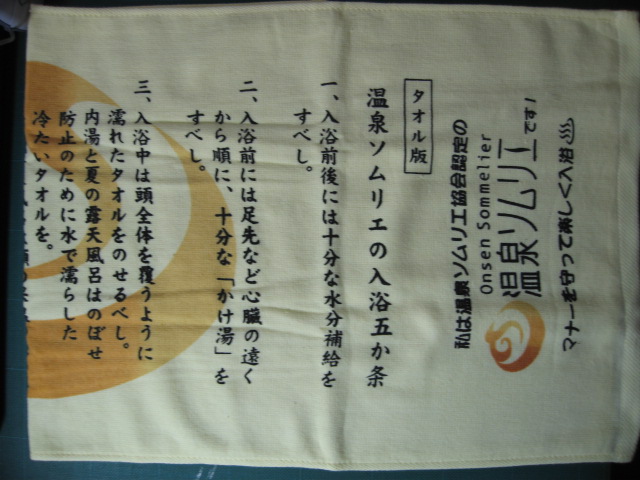 マナーを守って楽しく入浴♨
私は温泉ソムリエ協会認定の
Onsen Sommelier
温泉ソムリエです!
タオル版
温泉ソムリエの入浴五か条
一、入浴前後には十分な水分補給を
すべし。
二、入浴前には足先など心臓の遠く
から順に、十分な「かけ湯」を
すべし。
三、入浴中は頭全体を覆うように
濡れたタオルをのせるべし。
内湯と夏の露天風呂はのぼせ
防止のために水で濡らした
冷たいタオルを。